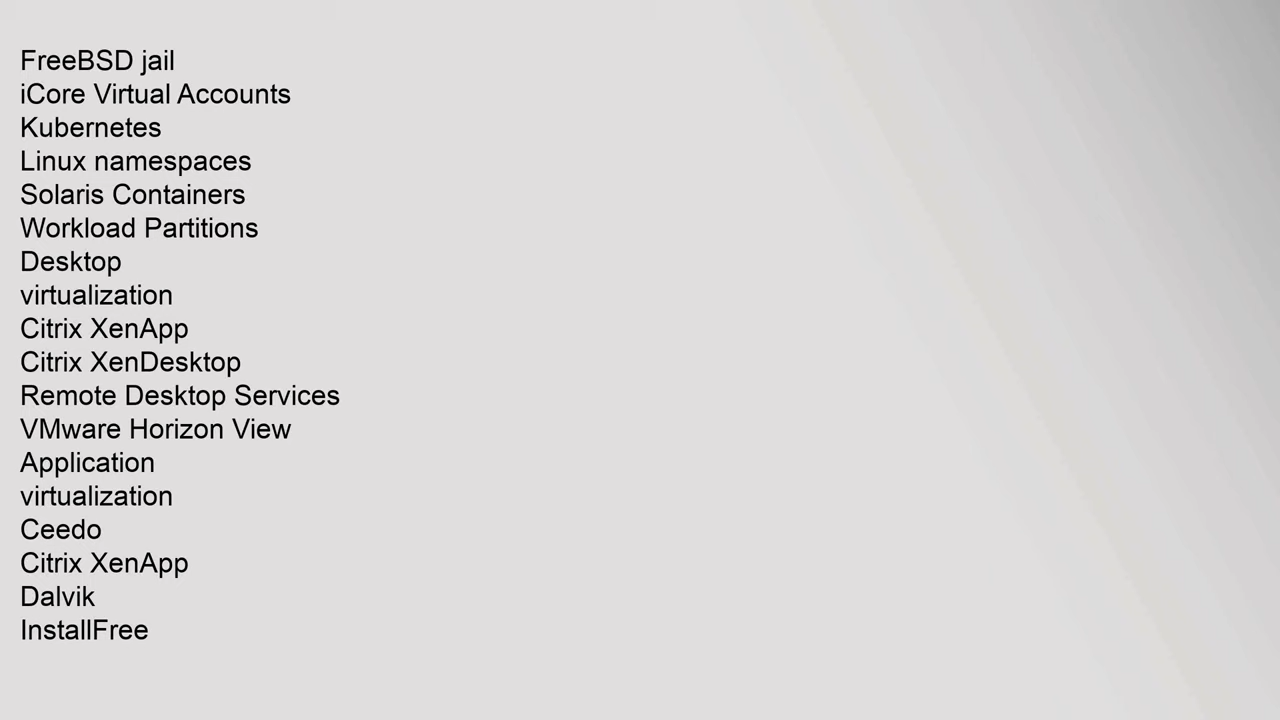 FreeBSD jail
iCore Virtual Accounts
Kubernetes
Linux namespaces
Solaris Containers
Workload Partitions
Desktop
virtualization
Citrix XenApp
Citrix XenDesktop
Remote Desktop Services
VMware Horizon View
Application
virtualization
Ceedo
Citrix XenApp
Dalvik
InstallFree